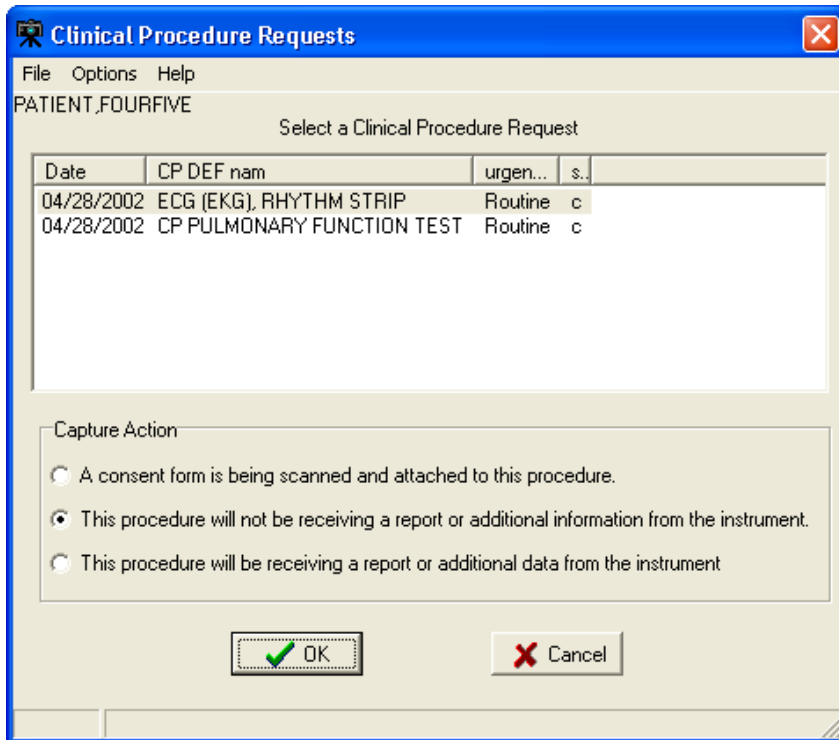 Clinical Procedure Requests
File Options Help
PATIENT,FOURFIVE
Select a Clinical Procedure Request
Date CP DEF nam urgen... s..
04/28/2002 ECG (EKG), RHYTHM STRIP Routine c
04/28/2002 CP PULMONARY FUNCTION TEST Routine c
Capture Action
A consent form is being scanned and attached to this procedure.
This procedure will not be receiving a report or additional information from the instrument.
This procedure will be receiving a report or additional data from the instrument
OK Cancel